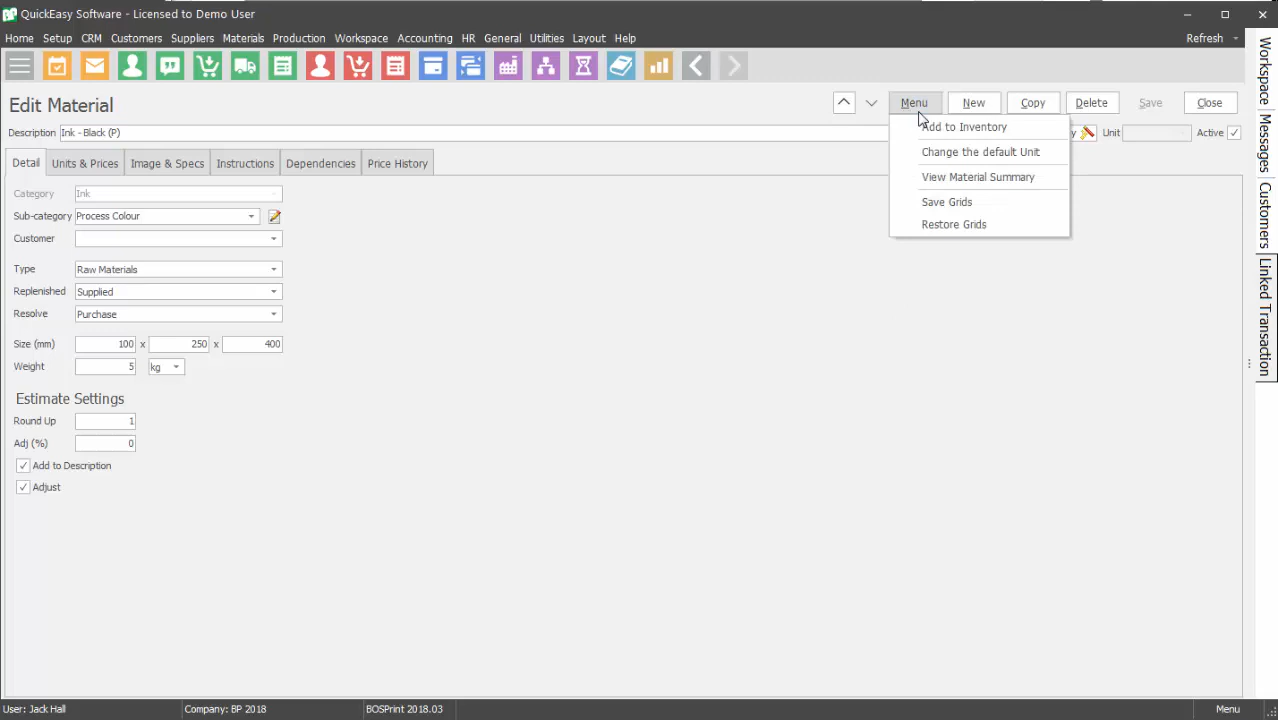 QuickEasy Software - Licensed to Demo User
Home Setup CRM Customers Suppliers Materials Production Workspace Accounting HR General Utilities Layout Help Refresh
Edit Material
Menu New Copy Delete Save Close
Description Ink - Black (P) Unit Active
Add to Inventory
Change the default Unit
View Material Summary
Save Grids
Restore Grids
Detail Units & Prices Image & Specs Instructions Dependencies Price History
Category Ink
Sub-category Process Colour
Customer
Type Raw Materials
Replenished Supplied
Resolve Purchase
Size (mm) 100 x 250 x 400
Weight 5 kg
Estimate Settings
Round Up 1
Adj (%) 0
Add to Description
Adjust
Workspace
Messages
Customers
Linked Transaction
User: Jack Hall Company: BP 2018 BOSPrint 2018.03 Menu